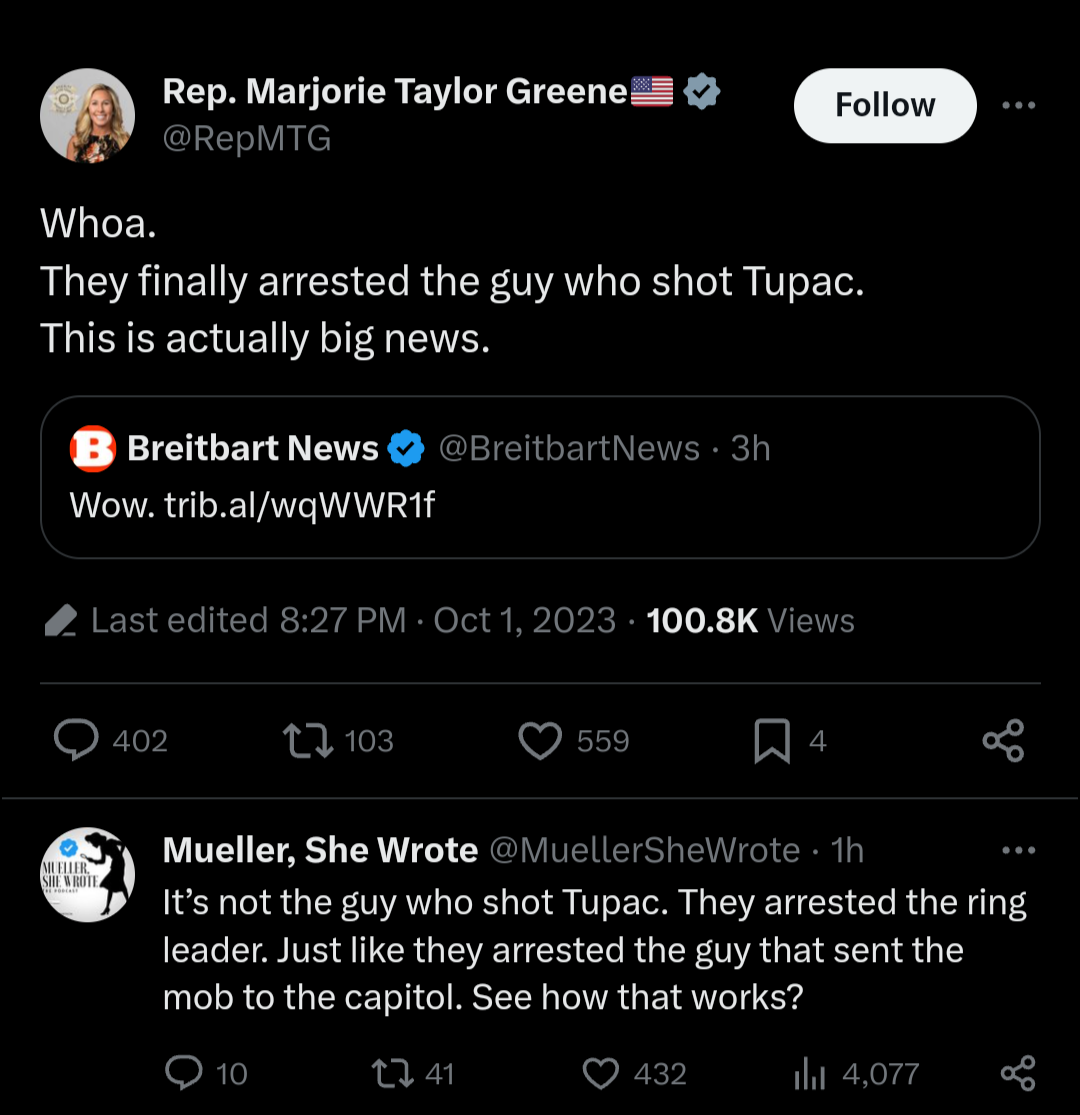 Rep. Marjorie Taylor Greene🇺🇸
Follow
@RepMTG
Whoa.
They finally arrested the guy who shot Tupac.
This is actually big news.
B Breitbart News @BreitbartNews · 3h
Wow. trib.al/wqWWR1f
Last edited 8:27 PM · Oct 1, 2023 · 100.8K Views
402 103 559 4
MUELLER,
SHE WROTE
Mueller, She Wrote @MuellerSheWrote · 1h
It’s not the guy who shot Tupac. They arrested the ring
leader. Just like they arrested the guy that sent the
mob to the capitol. See how that works?
10 41 432 4,077